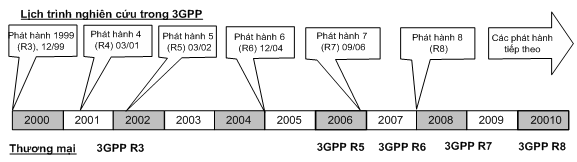 Lịch trình nghiên cứu trong 3GPP
Phát hành 1999
(R3), 12/99
Phát hành 4
(R4) 03/01
Phát hành 5
(R5) 03/02
Phát hành 6
(R6) 12/04
Phát hành 7
(R7) 09/06
Phát hành 8
(R8)
Các phát hành
tiếp theo
2000 2001 2002 2003 2004 2005 2006 2007 2008 2009 20010
Thương mại 3GPP R3 3GPP R5 3GPP R6 3GPP R7 3GPP R8